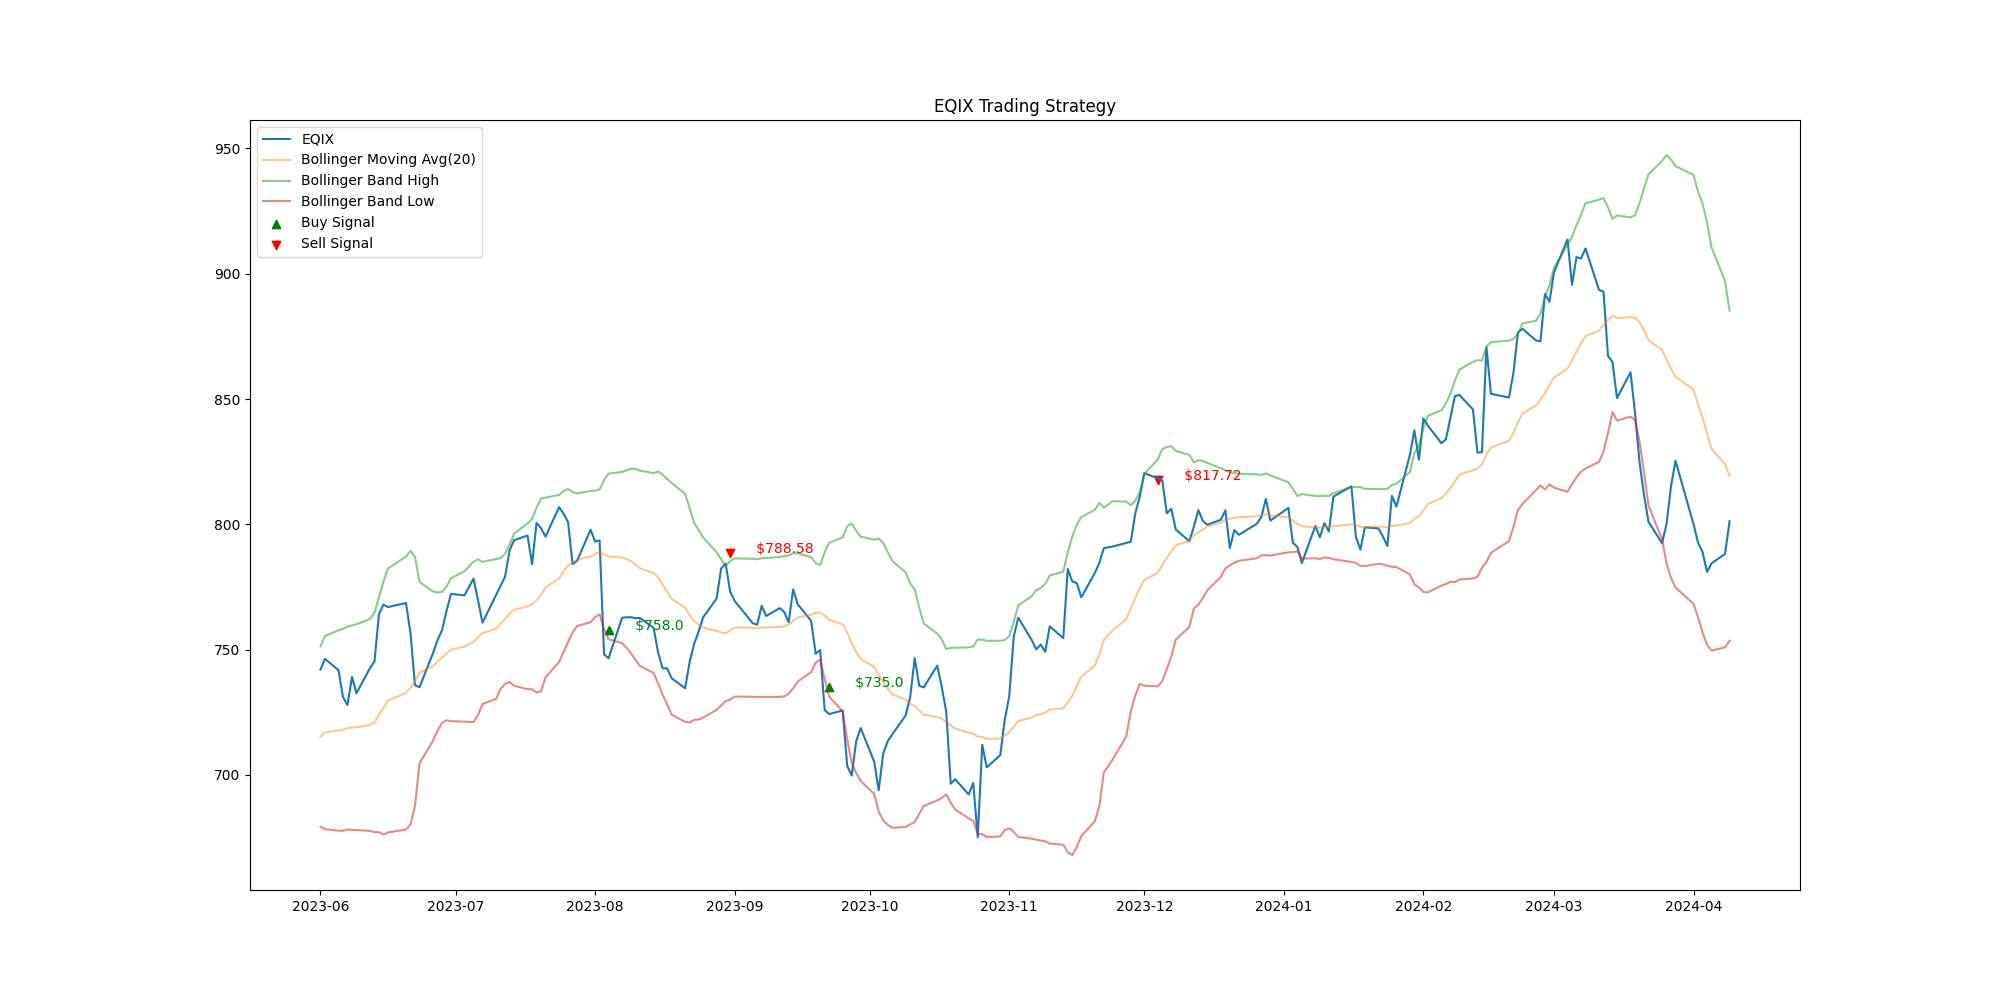 EQIX Trading Strategy
EQIX
Bollinger Moving Avg(20)
Bollinger Band High
Bollinger Band Low
Buy Signal
Sell Signal
950
900
850
800
750
700
$758.0
$788.58
$735.0
$817.72
2023-06 2023-07 2023-08 2023-09 2023-10 2023-11 2023-12 2024-01 2024-02 2024-03 2024-04